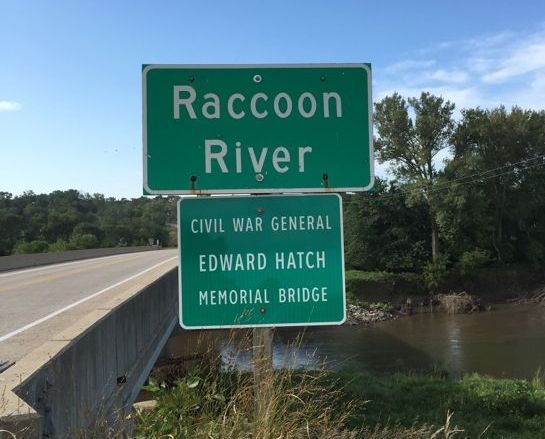 Raccoon
River
CIVIL WAR GENERAL
EDWARD HATCH
MEMORIAL BRIDGE